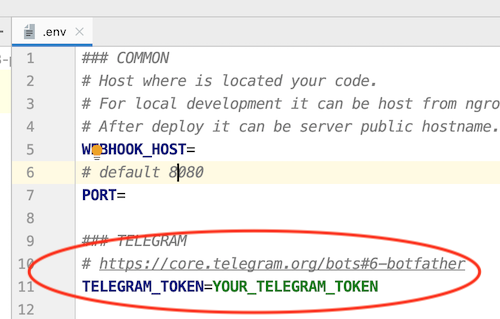 .env
1 ### COMMON
2 # Host where is located your code.
3 # For local development it can be host from ngro
4 # After deploy it can be server public hostname.
5 WEBHOOK_HOST=
6 # default 8080
7 PORT=
8
9 ### TELEGRAM
10 # https://core.telegram.org/bots#6-botfather
11 TELEGRAM_TOKEN=YOUR_TELEGRAM_TOKEN
12